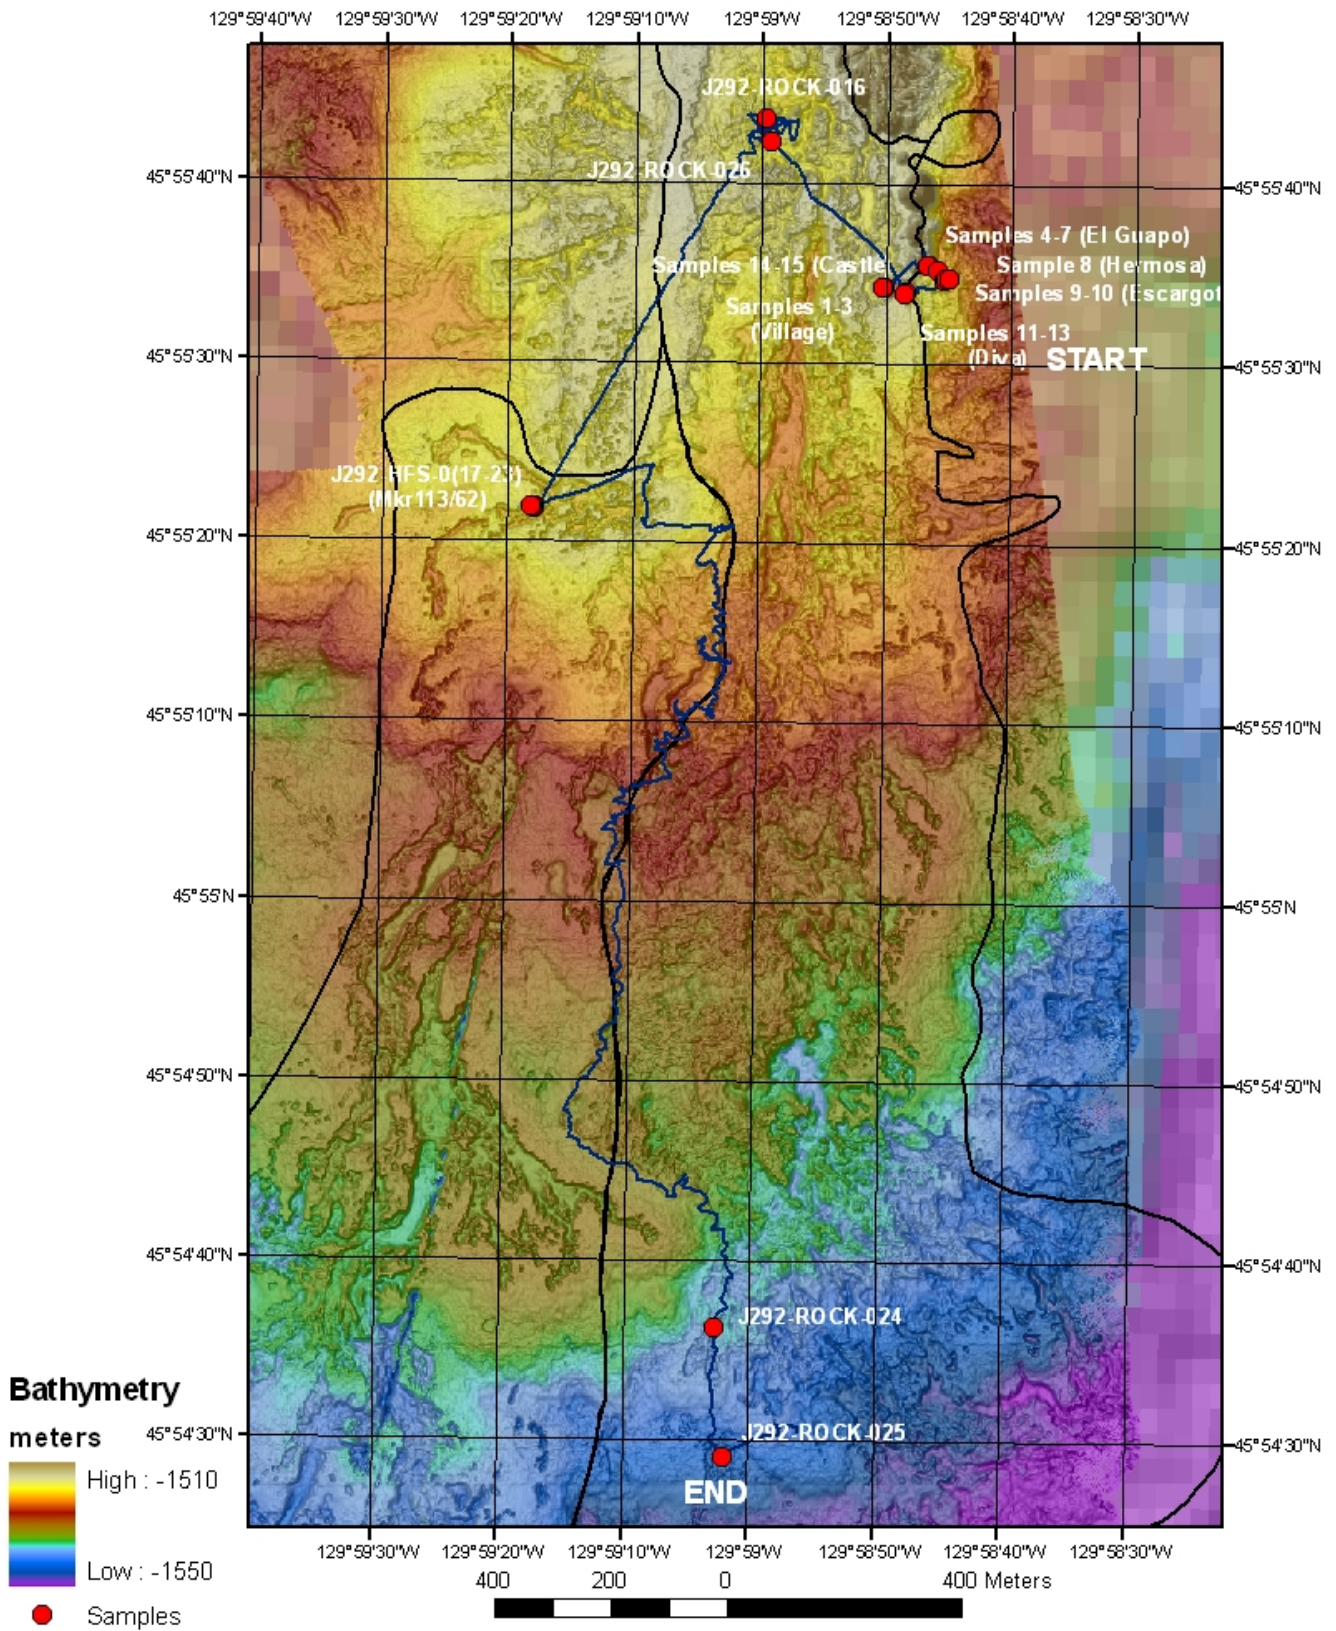 129°59'40"W 129°59'30"W 129°59'20"W 129°59'10"W 129°59'W 129°58'50"W 129°58'40"W 129°58'30"W
J292-ROCK-016
J292-ROCK-026
45°55'40"N
45°55'40"N
Samples 4-7 (El Guapo)
Samples 14-15 (Castle
Sample 8 (Hermosa)
Samples 9-10 (Escargot
Samples 1-3
(Village)
Samples 11-13
(Diva)
START
45°55'30"N
45°55'30"N
J292-HFS-0(17-23)
(Mkr113/62)
45°55'20"N
45°55'20"N
45°55'10"N
45°55'10"N
45°55'N
45°55'N
45°54'50"N
45°54'50"N
45°54'40"N
45°54'40"N
J292-ROCK-024
Bathymetry
meters
High : -1510
Low : -1550
Samples
45°54'30"N
45°54'30"N
J292-ROCK-025
END
129°59'30"W 129°59'20"W 129°59'10"W 129°59'W 129°58'50"W 129°58'40"W 129°58'30"W
400 200 0 400 Meters